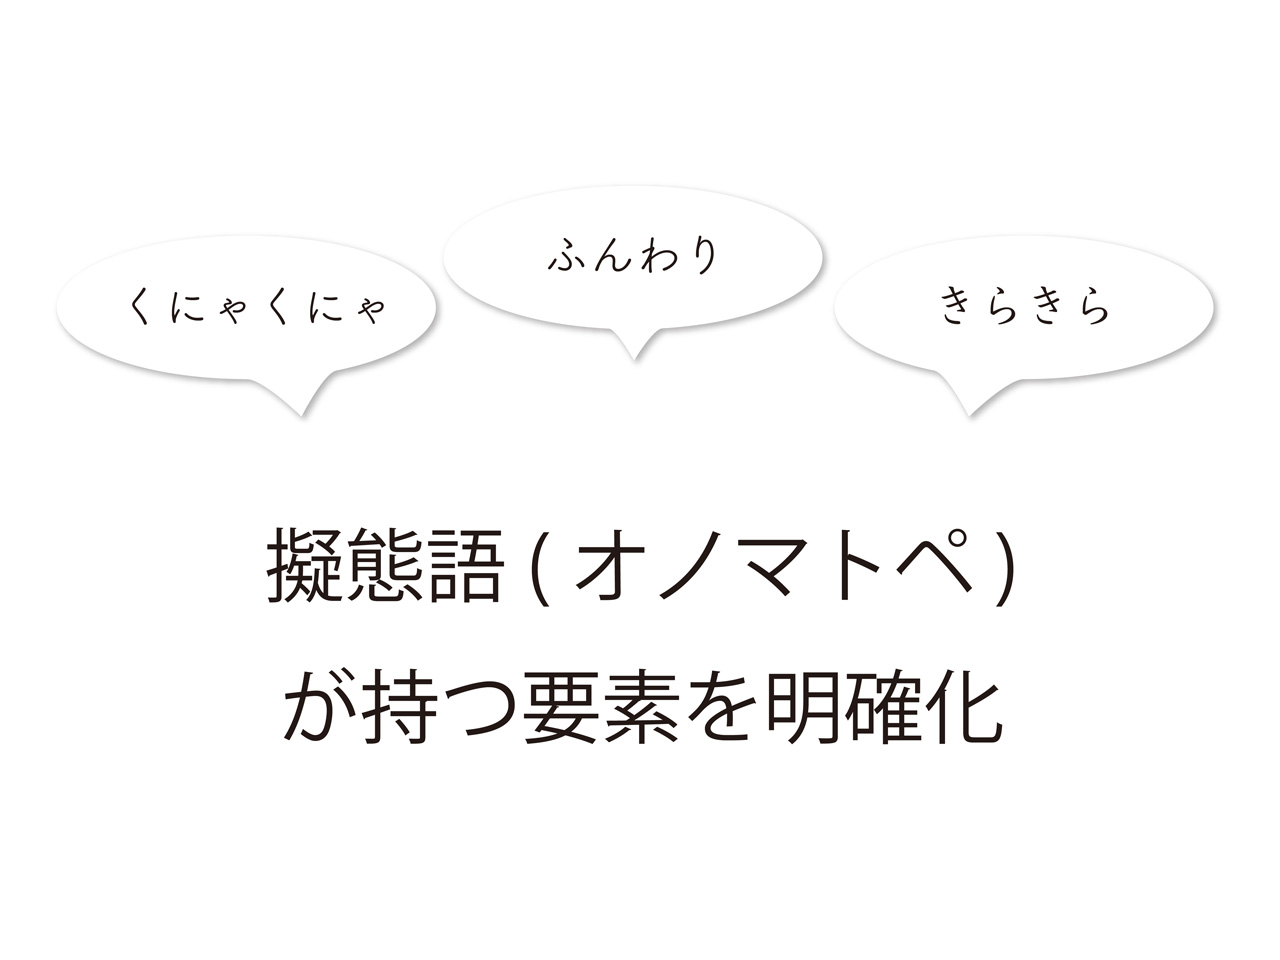 くにゃくにゃ
ふんわり
きらきら
擬態語(オノマトペ)
が持つ要素を明確化